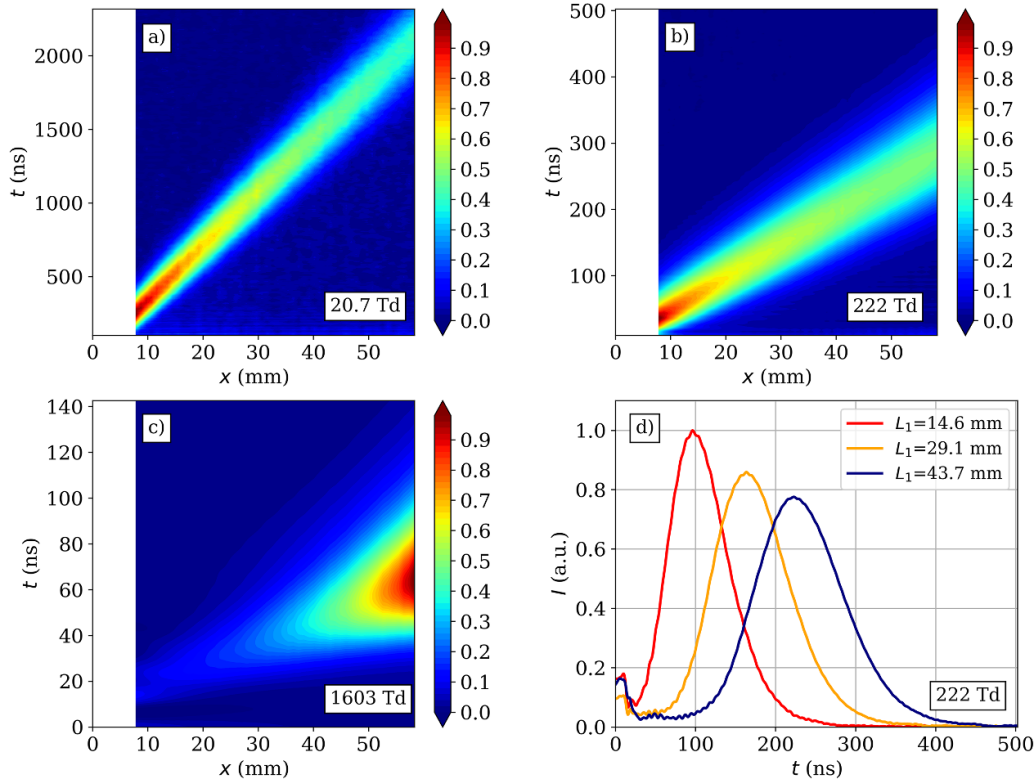 a)
2000
1500
1000
500
t (ns)
0 10 20 30 40 50
x (mm)
20.7 Td
0.9
0.8
0.7
0.6
0.5
0.4
0.3
0.2
0.1
0.0
b)
500
400
300
200
100
t (ns)
0 10 20 30 40 50
x (mm)
222 Td
0.9
0.8
0.7
0.6
0.5
0.4
0.3
0.2
0.1
0.0
c)
140
120
100
80
60
40
20
0
t (ns)
0 10 20 30 40 50
x (mm)
1603 Td
0.9
0.8
0.7
0.6
0.5
0.4
0.3
0.2
0.1
0.0
d)
L₁=14.6 mm
L₁=29.1 mm
L₁=43.7 mm
1.0
0.8
0.6
0.4
0.2
0.0
I (a.u.)
222 Td
0 100 200 300 400 500
t (ns)